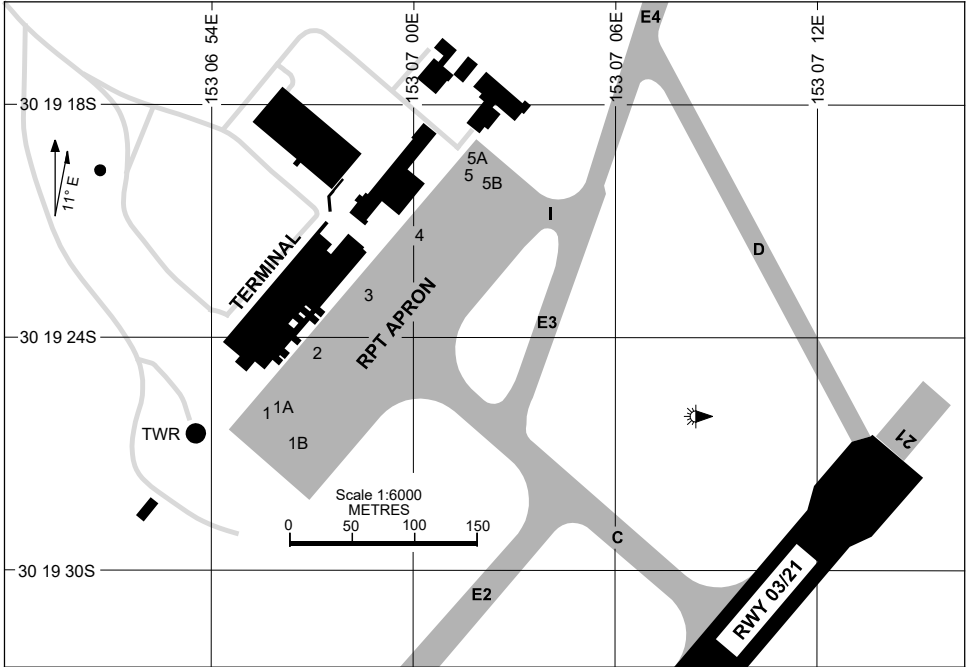 153 06 54E
153 07 00E
153 07 06E
153 07 12E
E4
30 19 18S
11° E
5A
5
5B
I
4
D
TERMINAL
3
RPT APRON
E3
30 19 24S
2
1
1A
TWR
1B
21
Scale 1:6000
METRES
0 50 100 150
C
30 19 30S
E2
RWY 03/21